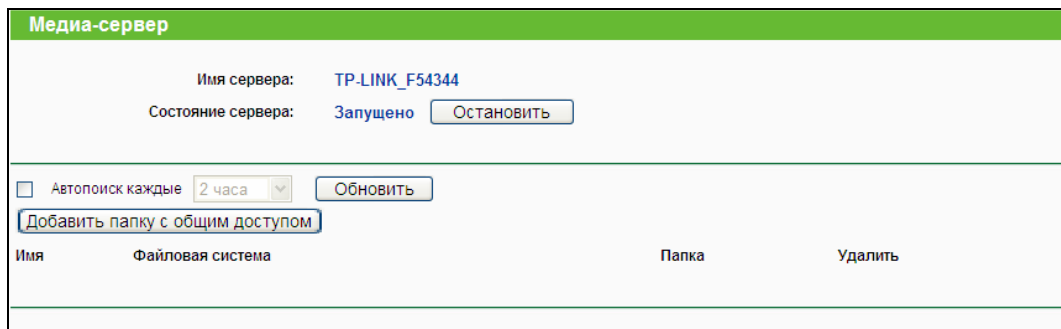 Медиа-сервер
Имя сервера: TP-LINK_F54344
Состояние сервера: Запущено Остановить
Автопоиск каждые 2 часа Обновить
Добавить папку с общим доступом
Имя Файловая система Папка Удалить